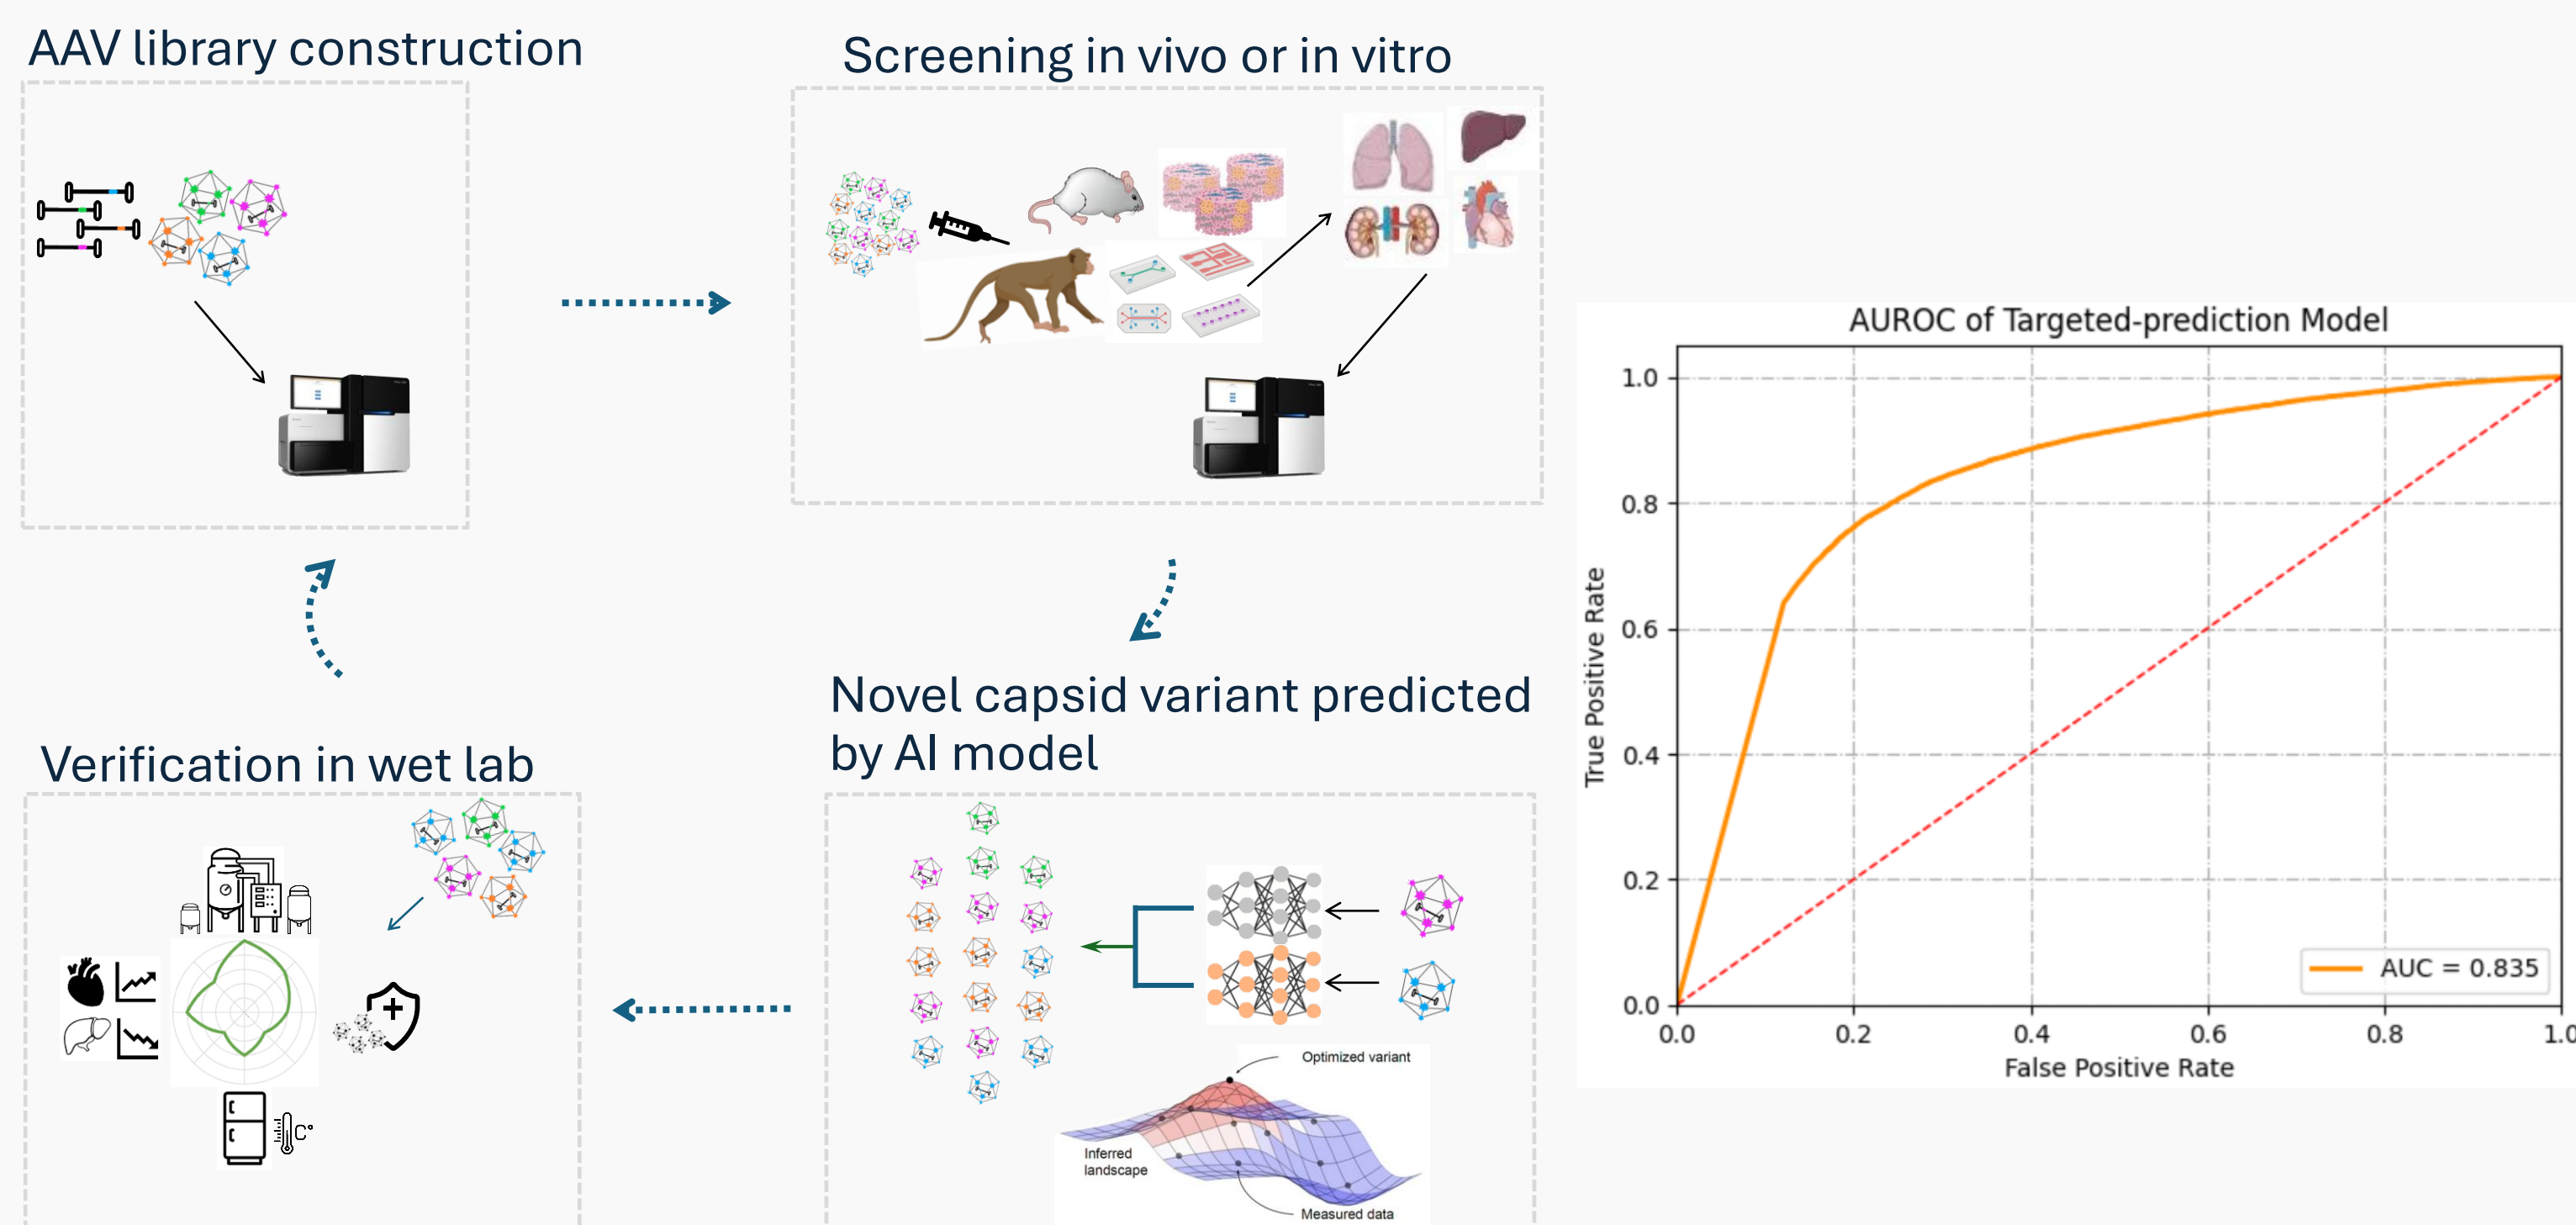 AAV library construction
Screening in vivo or in vitro
Novel capsid variant predicted
by AI model
Optimized variant
Inferred
landscape
Measured data
Verification in wet lab
C°
AUROC of Targeted-prediction Model
True Positive Rate
1.0
0.8
0.6
0.4
0.2
0.0
0.0 0.2 0.4 0.6 0.8 1.0
False Positive Rate
AUC = 0.835